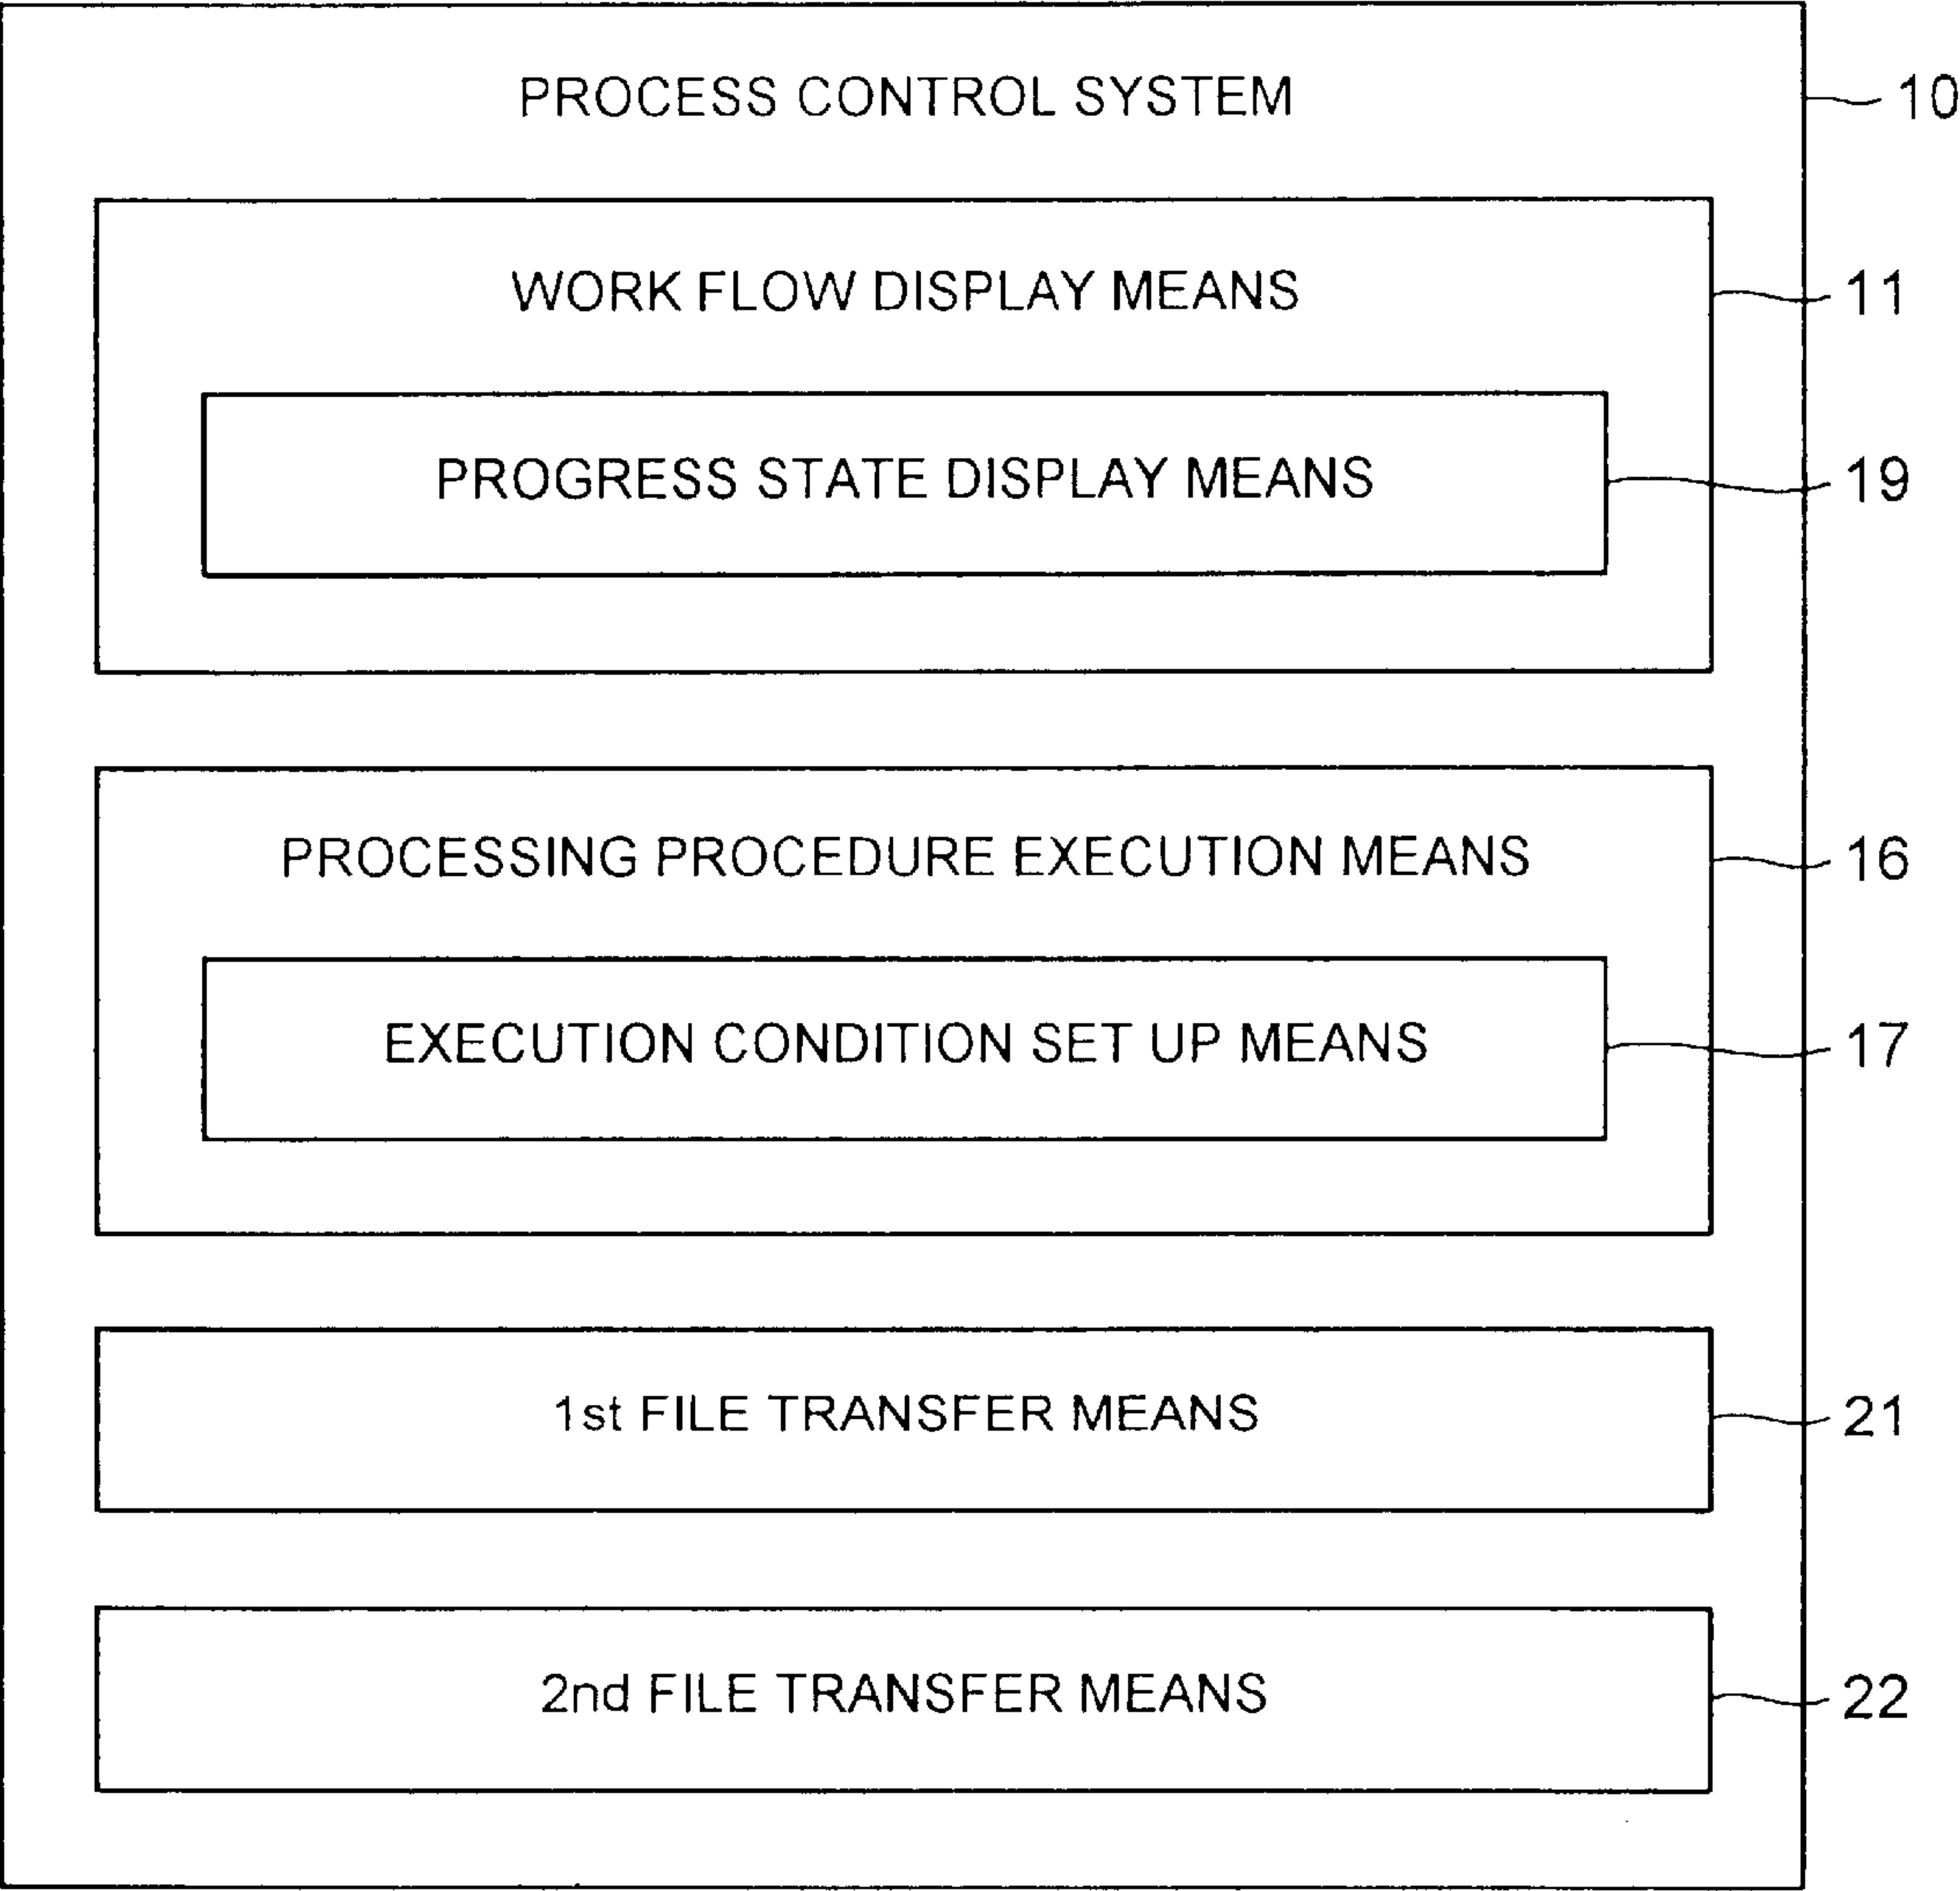 PROCESS CONTROL SYSTEM
10
WORK FLOW DISPLAY MEANS
11
PROGRESS STATE DISPLAY MEANS
19
PROCESSING PROCEDURE EXECUTION MEANS
16
EXECUTION CONDITION SET UP MEANS
17
1st FILE TRANSFER MEANS
21
2nd FILE TRANSFER MEANS
22